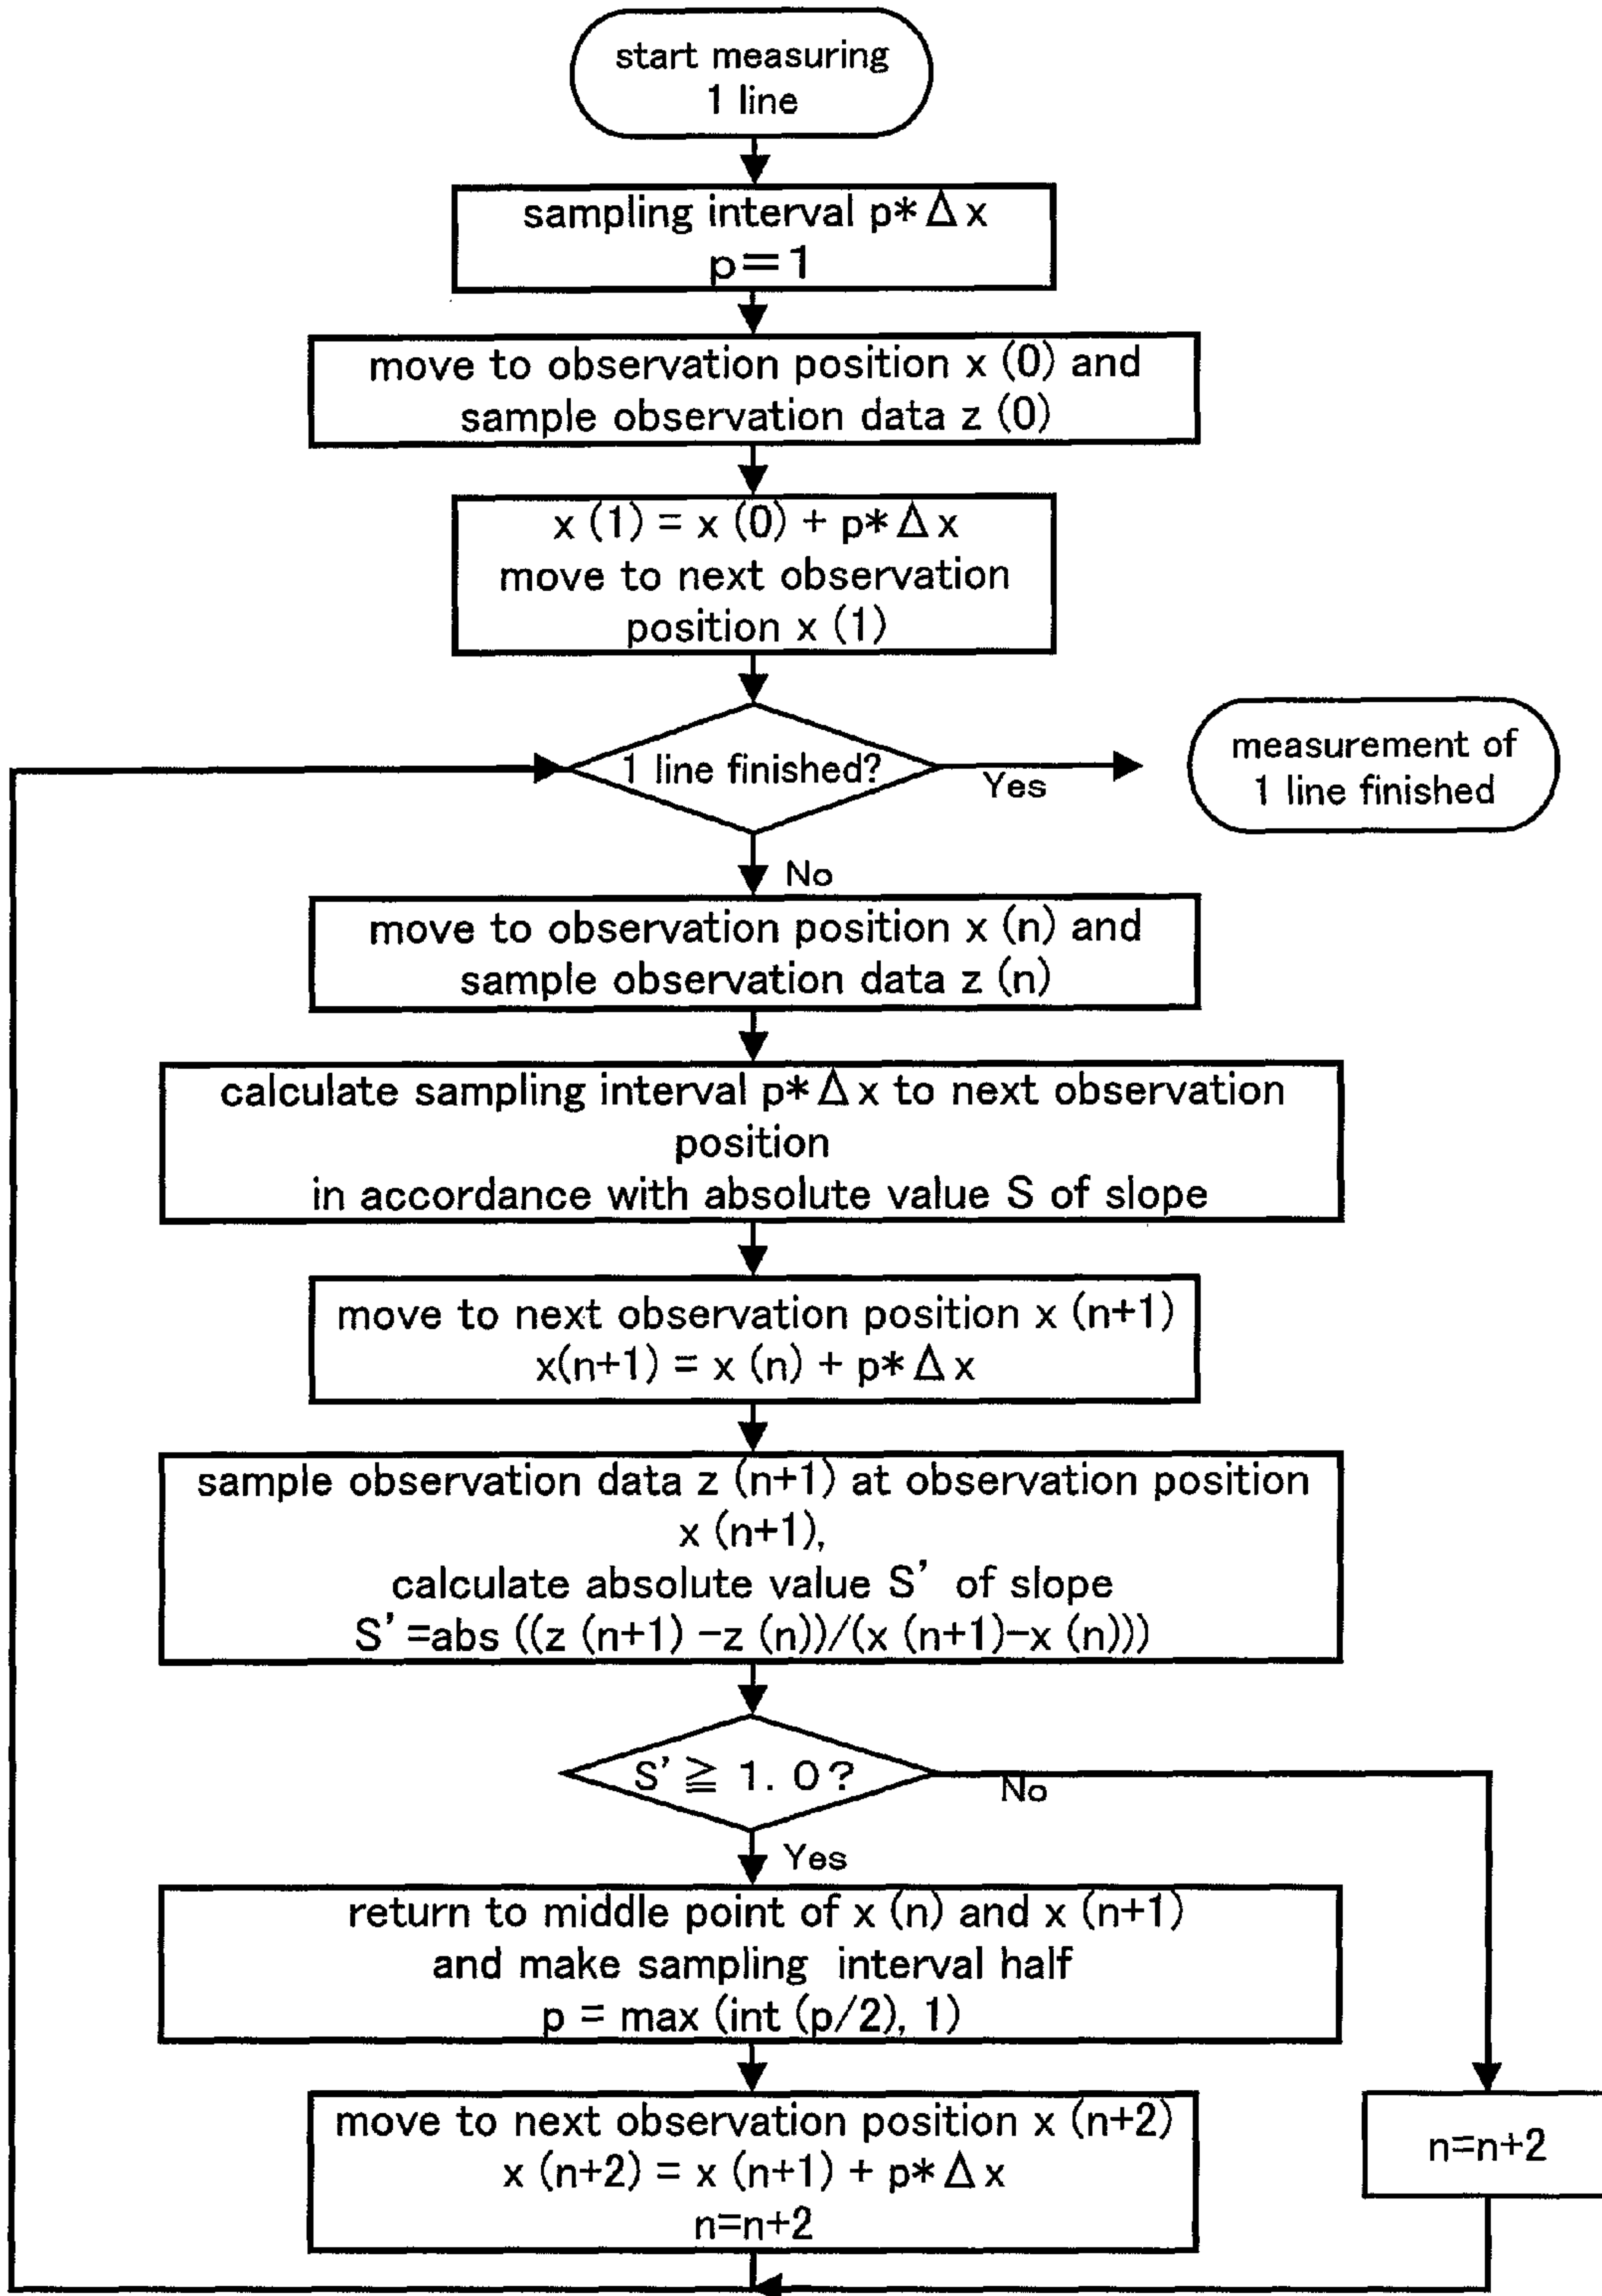 start measuring
1 line
sampling interval p*Δx
p=1
move to observation position x (0) and
sample observation data z (0)
x (1) = x (0) + p*Δx
move to next observation
position x (1)
1 line finished?
Yes
measurement of
1 line finished
No
move to observation position x (n) and
sample observation data z (n)
calculate sampling interval p*Δx to next observation
position
in accordance with absolute value S of slope
move to next observation position x (n+1)
x(n+1) = x (n) + p*Δx
sample observation data z (n+1) at observation position
x (n+1),
calculate absolute value S' of slope
S'=abs ((z (n+1) -z (n))/(x (n+1)-x (n)))
S' ≧ 1. 0?
No
Yes
return to middle point of x (n) and x (n+1)
and make sampling interval half
p = max (int (p/2), 1)
move to next observation position x (n+2)
x (n+2) = x (n+1) + p*Δx
n=n+2
n=n+2